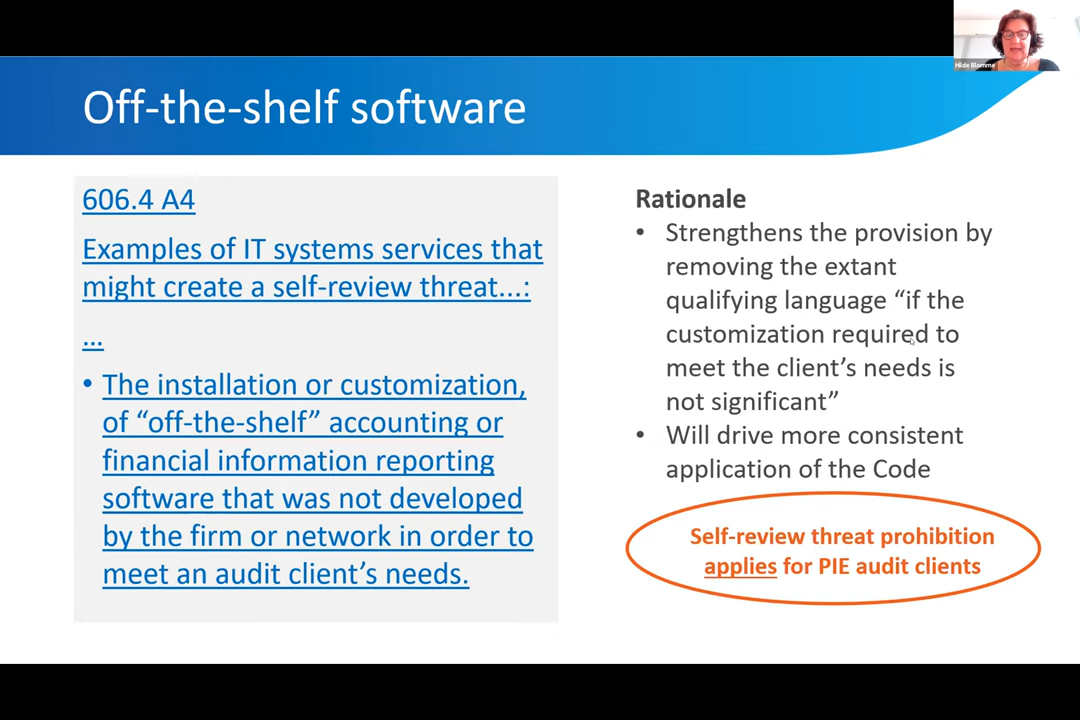 Hilde Blomme
Off-the-shelf software
606.4 A4
Examples of IT systems services that
might create a self-review threat...:
...
• The installation or customization,
of “off-the-shelf” accounting or
financial information reporting
software that was not developed
by the firm or network in order to
meet an audit client’s needs.
Rationale
• Strengthens the provision by
removing the extant
qualifying language “if the
customization required to
meet the client’s needs is
not significant”
• Will drive more consistent
application of the Code
Self-review threat prohibition
applies for PIE audit clients